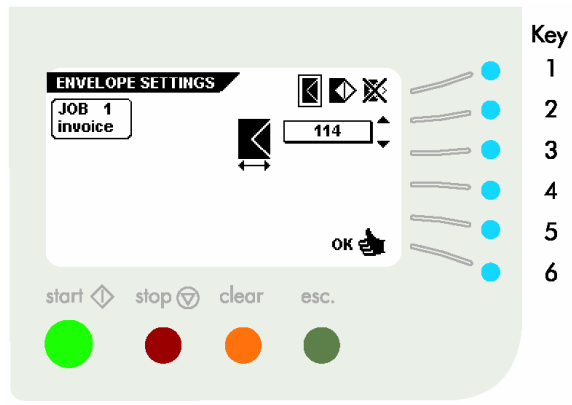 Key
ENVELOPE SETTINGS
1
JOB 1
invoice
114
2
3
4
5
OK
6
start stop clear esc.